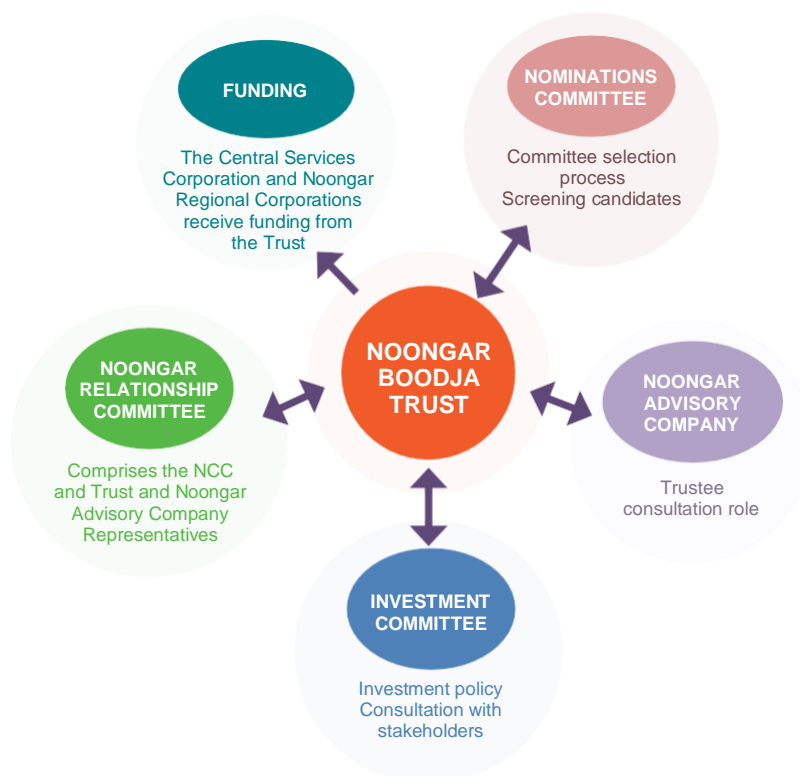 FUNDING
The Central Services
Corporation and Noongar
Regional Corporations
receive funding from
the Trust
NOMINATIONS
COMMITTEE
Committee selection
process
Screening candidates
NOONGAR
BOODJA
TRUST
NOONGAR
RELATIONSHIP
COMMITTEE
Comprises the NCC
and Trust and Noongar
Advisory Company
Representatives
NOONGAR
ADVISORY
COMPANY
Trustee
consultation role
INVESTMENT
COMMITTEE
Investment policy
Consultation with
stakeholders